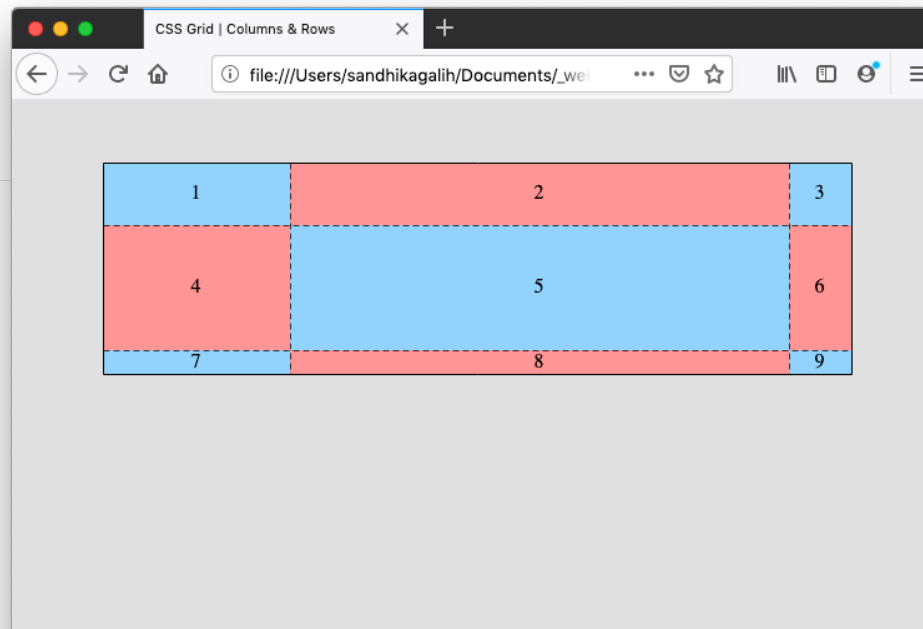 CSS Grid | Columns & Rows
file:///Users/sandhikagalih/Documents/_we
1 2 3
4 5 6
7 8 9